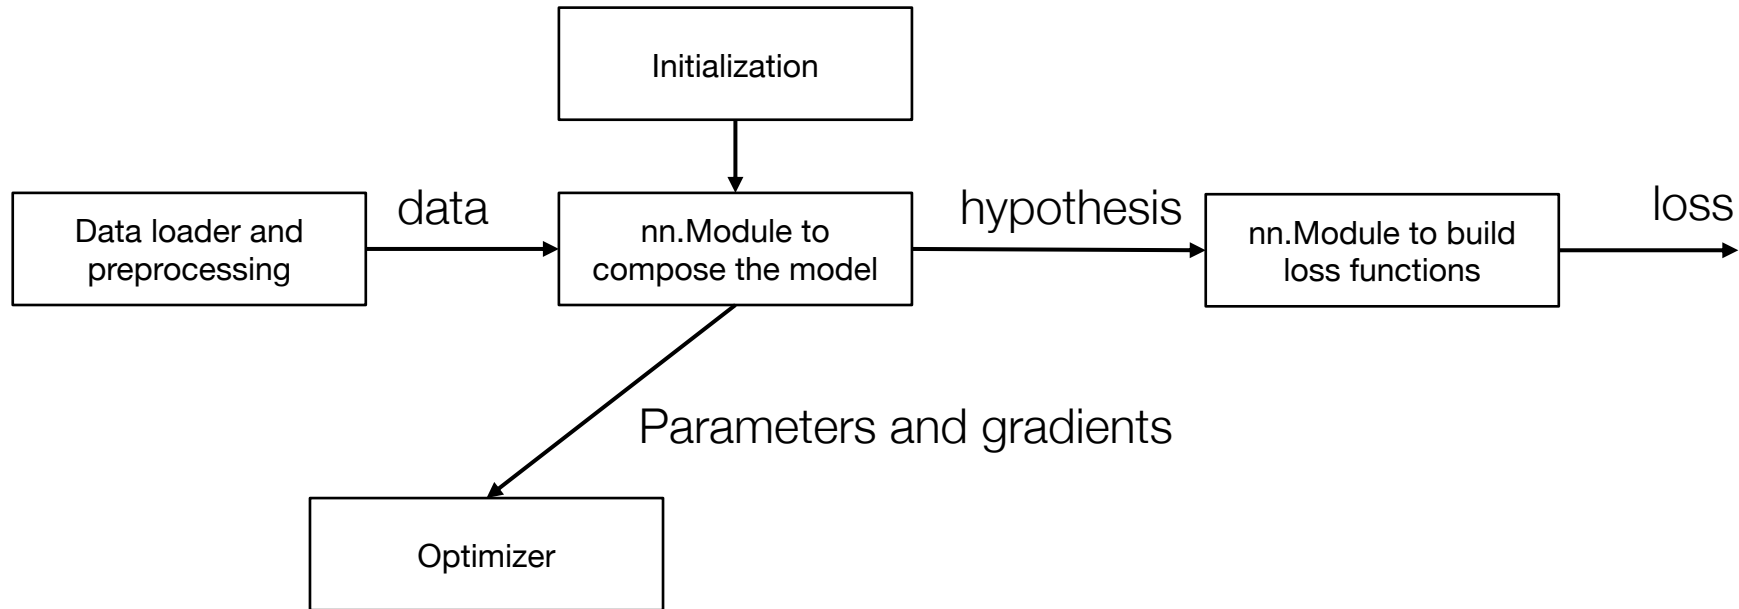 Initialization
Data loader and
preprocessing
data
nn.Module to
compose the model
hypothesis
nn.Module to build
loss functions
loss
Parameters and gradients
Optimizer